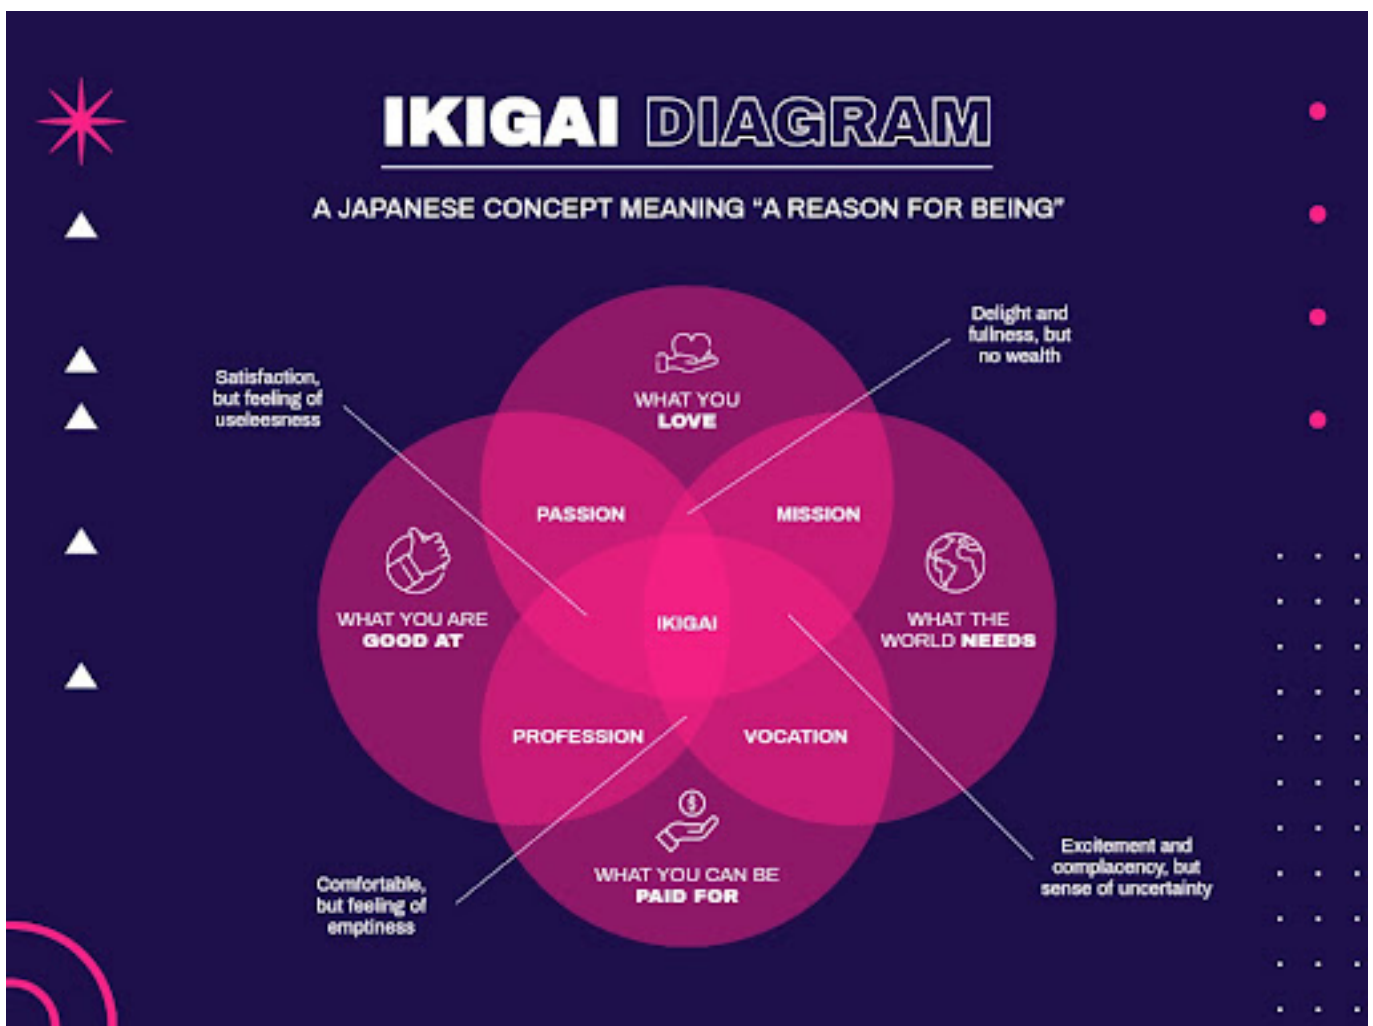 IKIGAI DIAGRAM
A JAPANESE CONCEPT MEANING “A REASON FOR BEING”
Delight and
fullness, but
no wealth
Satisfaction,
but feeling of
useleesness
WHAT YOU
LOVE
PASSION
MISSION
WHAT YOU ARE
GOOD AT
IKIGAI
WHAT THE
WORLD NEEDS
PROFESSION
VOCATION
$
WHAT YOU CAN BE
PAID FOR
Comfortable,
but feeling of
emptiness
Excitement and
complacency, but
sense of uncertainty